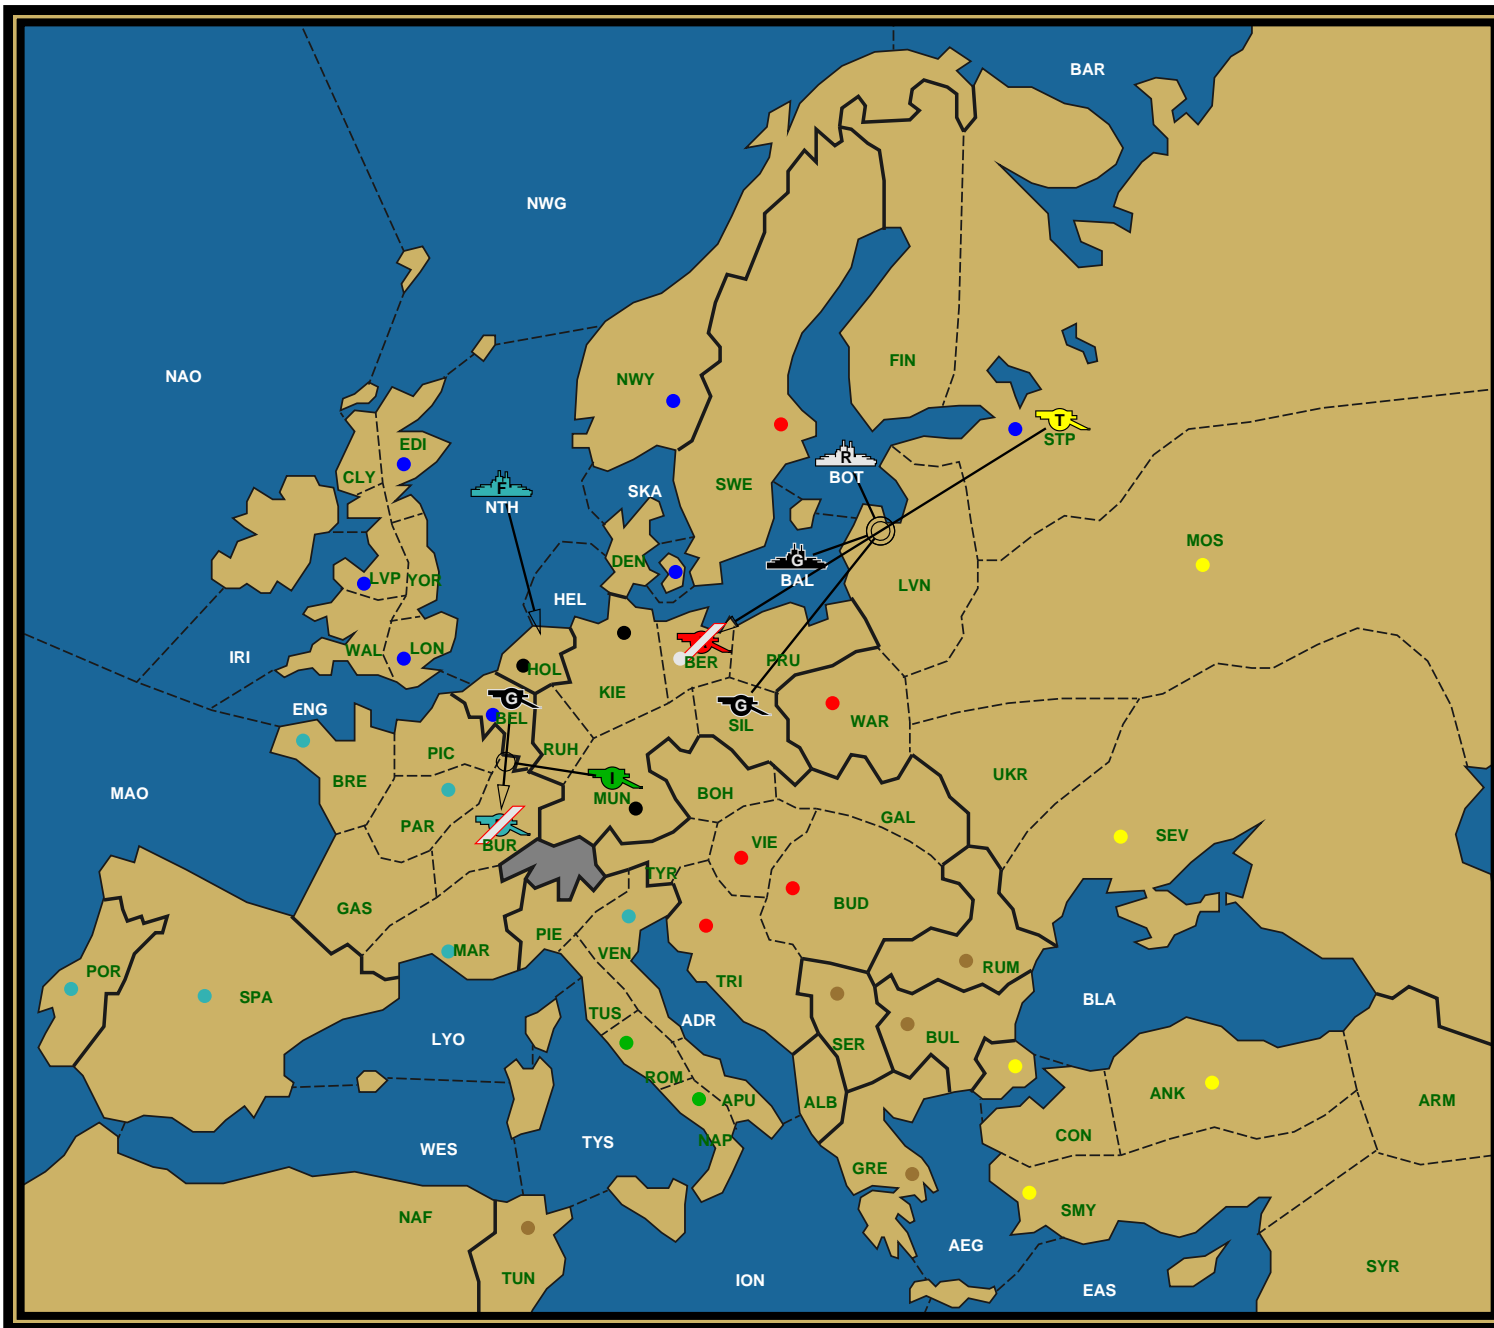 BAR
NWG
NAO
FIN
NWY
EDI
CLY
T
STP
R
BOT
SWE
SKA
F
NTH
MOS
DEN
G
BAL
LVN
LVP
YOR
HEL
IRI
WAL
LON
HOL
BER
PRU
KIE
ENG
G
BEL
G
SIL
WAR
PIC
RUH
UKR
BRE
I
MUN
BOH
MAO
PAR
BUR
GAL
VIE
SEV
TYR
GAS
BUD
PIE
VEN
MAR
POR
SPA
TRI
RUM
BLA
TUS
ADR
LYO
SER
BUL
ROM
APU
ALB
ANK
ARM
CON
WES
TYS
NAP
GRE
SMY
NAF
AEG
SYR
TUN
ION
EAS